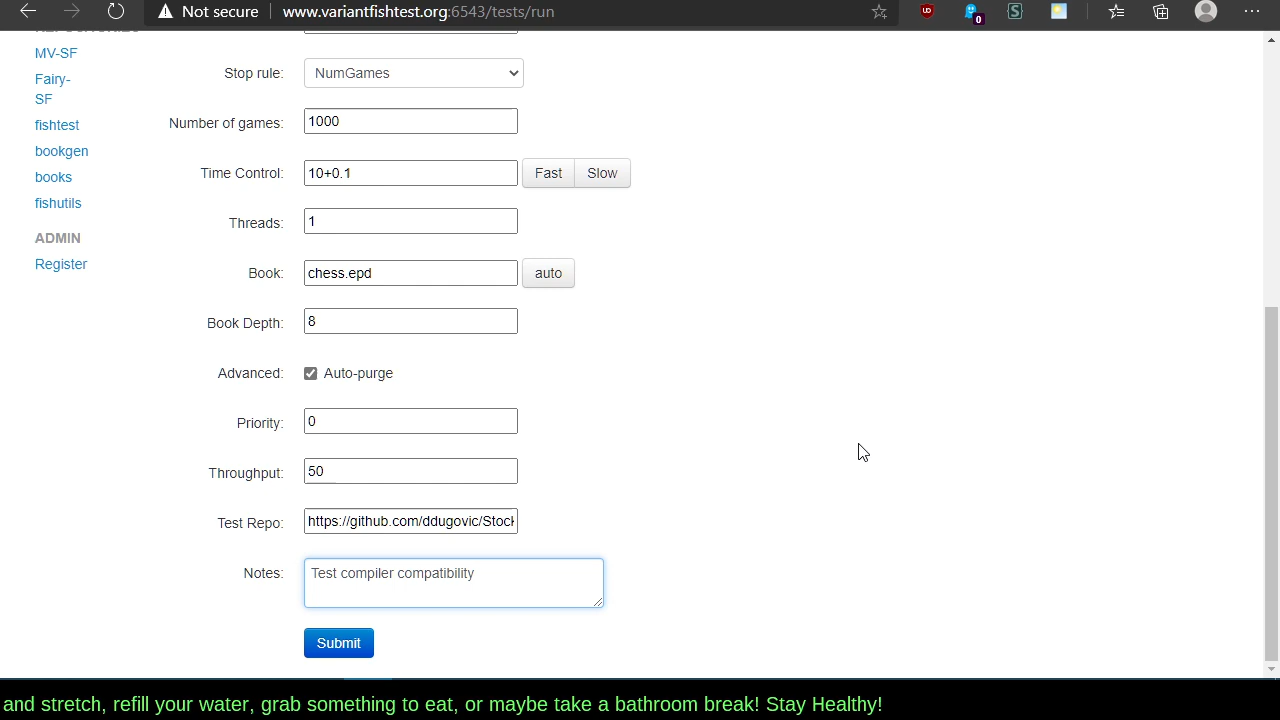 Not secure
www.variantfishtest.org:6543/tests/run
0
MV-SF
Fairy-
SF
fishtest
bookgen
books
fishutils
ADMIN
Register
Stop rule: NumGames
Number of games: 1000
Time Control: 10+0.1 Fast Slow
Threads: 1
Book: chess.epd auto
Book Depth: 8
Advanced: Auto-purge
Priority: 0
Throughput: 50
Test Repo: https://github.com/ddugovic/Stock
Notes: Test compiler compatibility
Submit
and stretch, refill your water, grab something to eat, or maybe take a bathroom break! Stay Healthy!